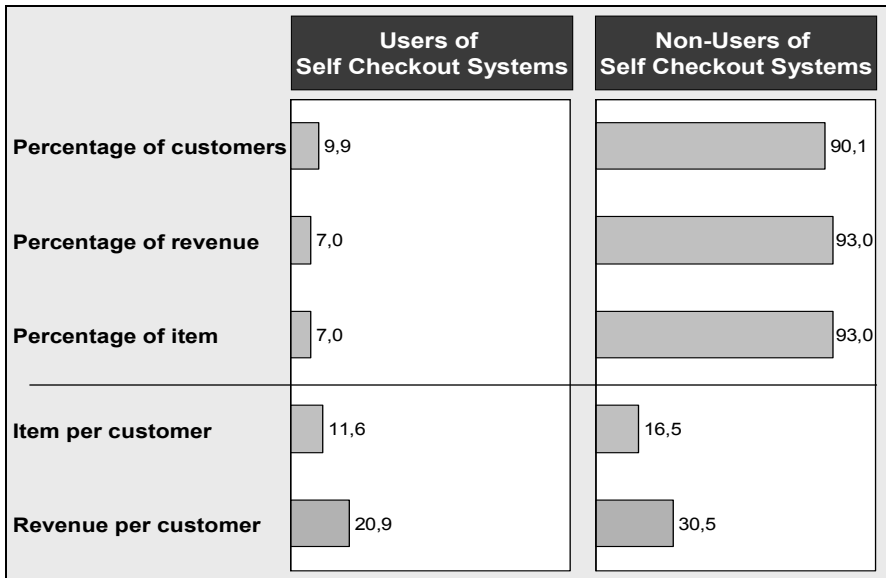 Users of
Self Checkout Systems
Non-Users of
Self Checkout Systems
Percentage of customers
9,9
90,1
Percentage of revenue
7,0
93,0
Percentage of item
7,0
93,0
Item per customer
11,6
16,5
Revenue per customer
20,9
30,5